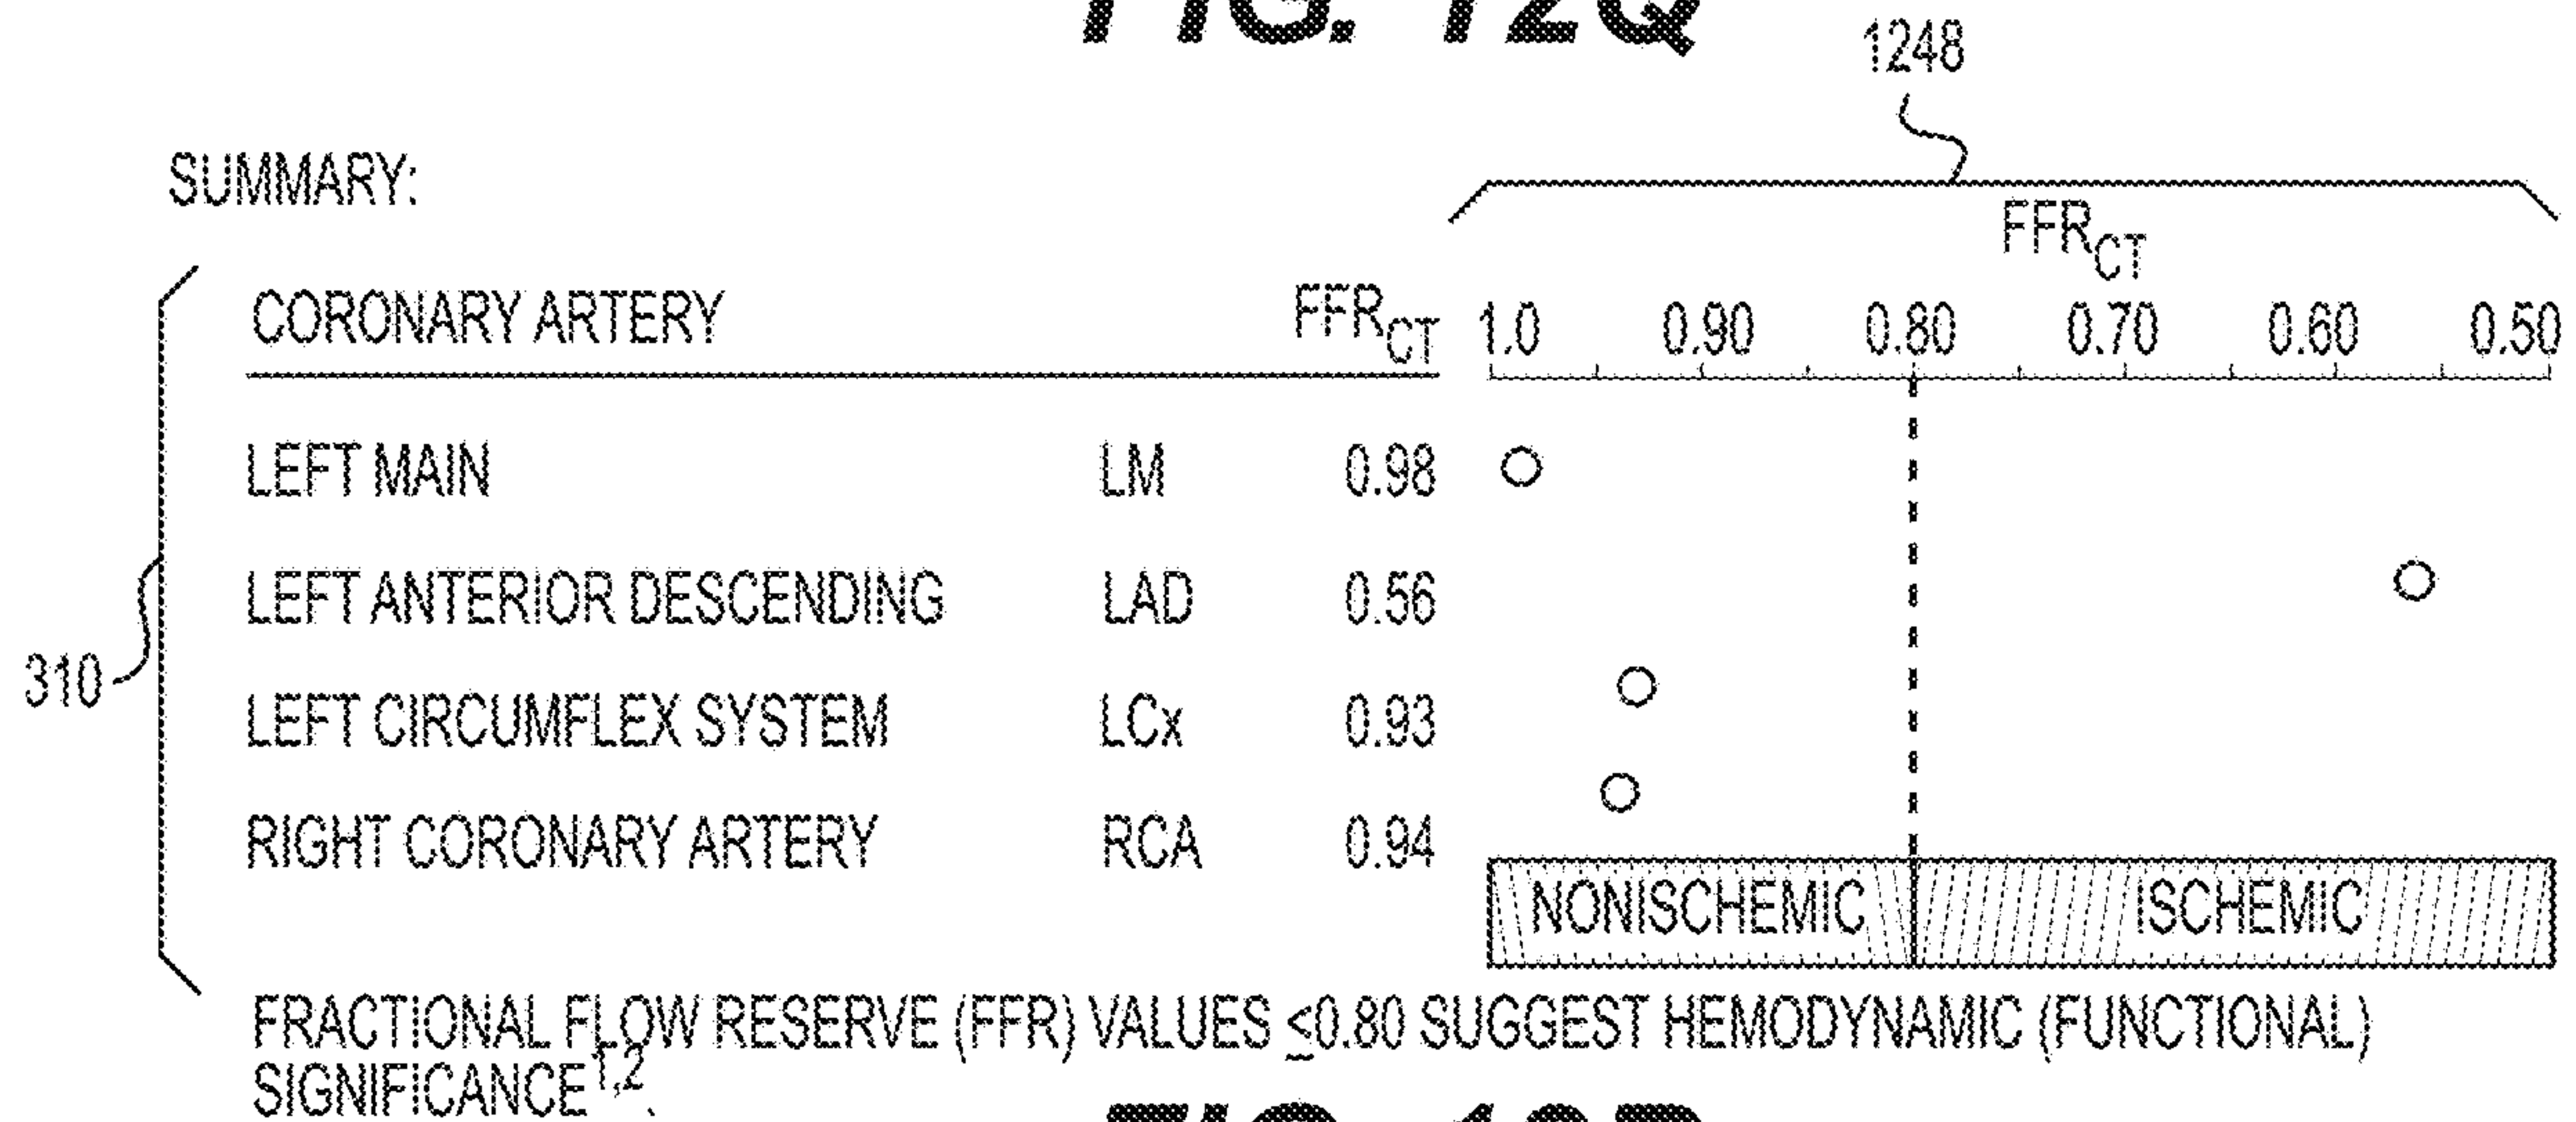 FIG. 12Q
1248
SUMMARY:
FFRCT
CORONARY ARTERY FFRCT 1.0 0.90 0.80 0.70 0.60 0.50
LEFT MAIN LM 0.98
LEFT ANTERIOR DESCENDING LAD 0.56
310
LEFT CIRCUMFLEX SYSTEM LCx 0.93
RIGHT CORONARY ARTERY RCA 0.94
NONISCHEMIC ISCHEMIC
FRACTIONAL FLOW RESERVE (FFR) VALUES ≤0.80 SUGGEST HEMODYNAMIC (FUNCTIONAL)
SIGNIFICANCE1,2.